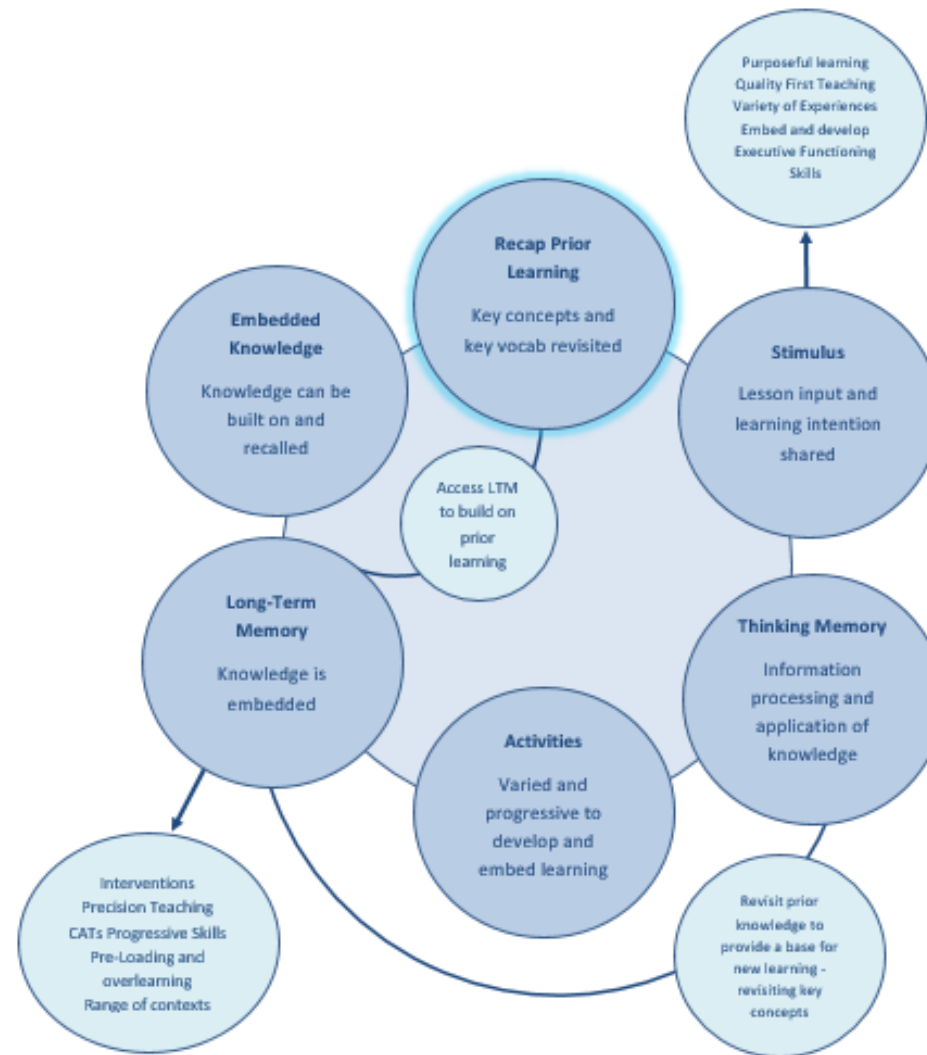 Purposeful learning
Quality First Teaching
Variety of Experiences
Embed and develop
Executive Functioning
Skills
Recap Prior
Learning
Key concepts and
key vocab revisited
Embedded
Knowledge
Knowledge can be
built on and
recalled
Stimulus
Lesson input and
learning intention
shared
Access LTM
to build on
prior
learning
Long-Term
Memory
Knowledge is
embedded
Thinking Memory
Information
processing and
application of
knowledge
Activities
Varied and
progressive to
develop and
embed learning
Interventions
Precision Teaching
CATs Progressive Skills
Pre-Loading and
overlearning
Range of contexts
Revisit prior
knowledge to
provide a base for
new learning -
revisiting key
concepts